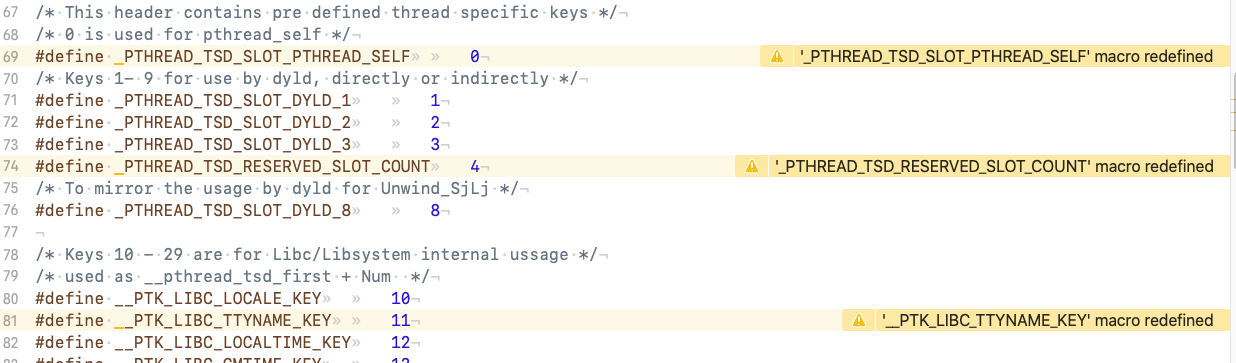 67 /* This header contains pre defined thread specific keys */
68 /* 0 is used for pthread_self */
69 #define _PTHREAD_TSD_SLOT_PTHREAD_SELF 0 '_PTHREAD_TSD_SLOT_PTHREAD_SELF' macro redefined
70 /* Keys 1- 9 for use by dyld, directly or indirectly */
71 #define _PTHREAD_TSD_SLOT_DYLD_1 1
72 #define _PTHREAD_TSD_SLOT_DYLD_2 2
73 #define _PTHREAD_TSD_SLOT_DYLD_3 3
74 #define _PTHREAD_TSD_RESERVED_SLOT_COUNT 4 '_PTHREAD_TSD_RESERVED_SLOT_COUNT' macro redefined
75 /* To mirror the usage by dyld for Unwind_SjLj */
76 #define _PTHREAD_TSD_SLOT_DYLD_8 8
77
78 /* Keys 10 - 29 are for Libc/Libsystem internal ussage */
79 /* used as __pthread_tsd_first + Num */
80 #define __PTK_LIBC_LOCALE_KEY 10
81 #define __PTK_LIBC_TTYNAME_KEY 11 '__PTK_LIBC_TTYNAME_KEY' macro redefined
82 #define __PTK_LIBC_LOCALTIME_KEY 12